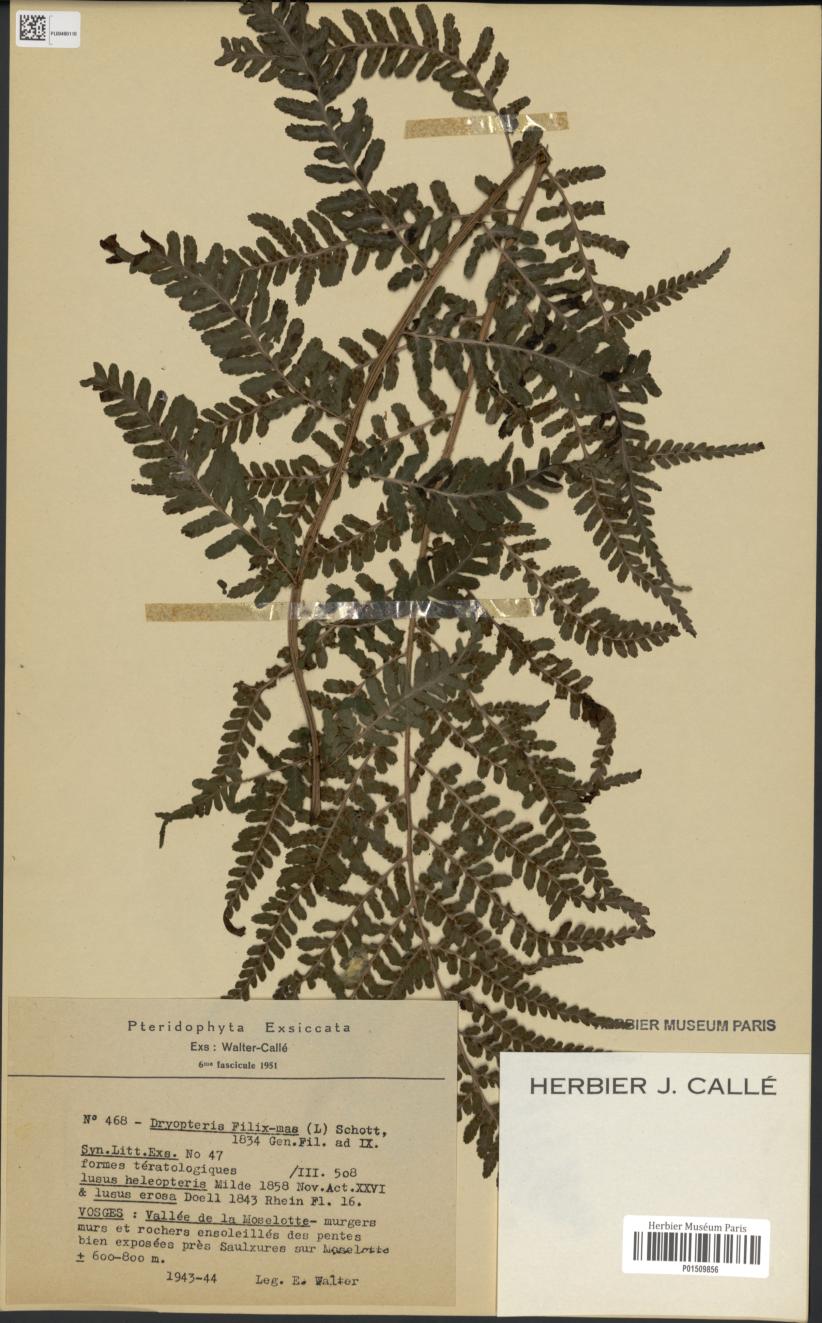 HERBIER MUSEUM PARIS
Pteridophyta Exsiccata
Exs : Walter-Callé
6me fascicule 1951
N° 468 - Dryopteris Filix-mas (L) Schott,
1834 Gen.Fil. ad IX.
Syn.Litt.Exs. No 47
formes tératologiques /III. 508
lusus heleopteris Milde 1858 Nov.Act.XXVI
& lusus erosa Doell 1843 Rhein Fl. 16.
VOSGES : Vallée de la Moselotte- murgers
murs et rochers ensoleillés des pentes
bien exposées près Saulxures sur Moselotte
± 600-800 m.
1943-44 Leg. E. Walter
HERBIER J. CALLÉ
Herbier Muséum Paris
P01509856